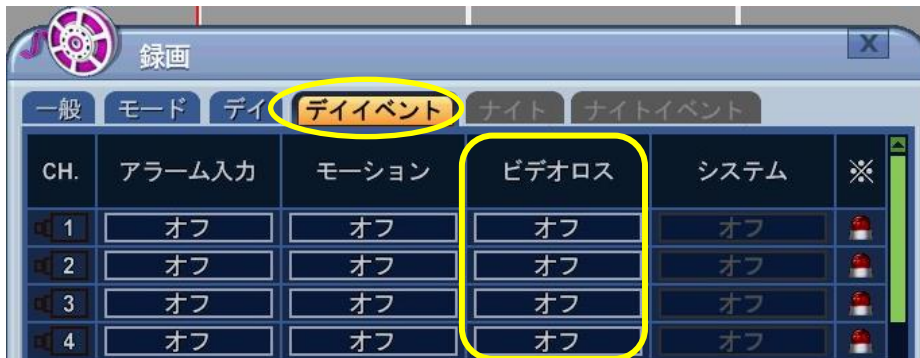 録画
X
一般 モード デイ デイイベント ナイト ナイトイベント
CH. アラーム入力 モーション ビデオロス システム ※
1 オフ オフ オフ オフ
2 オフ オフ オフ オフ
3 オフ オフ オフ オフ
4 オフ オフ オフ オフ